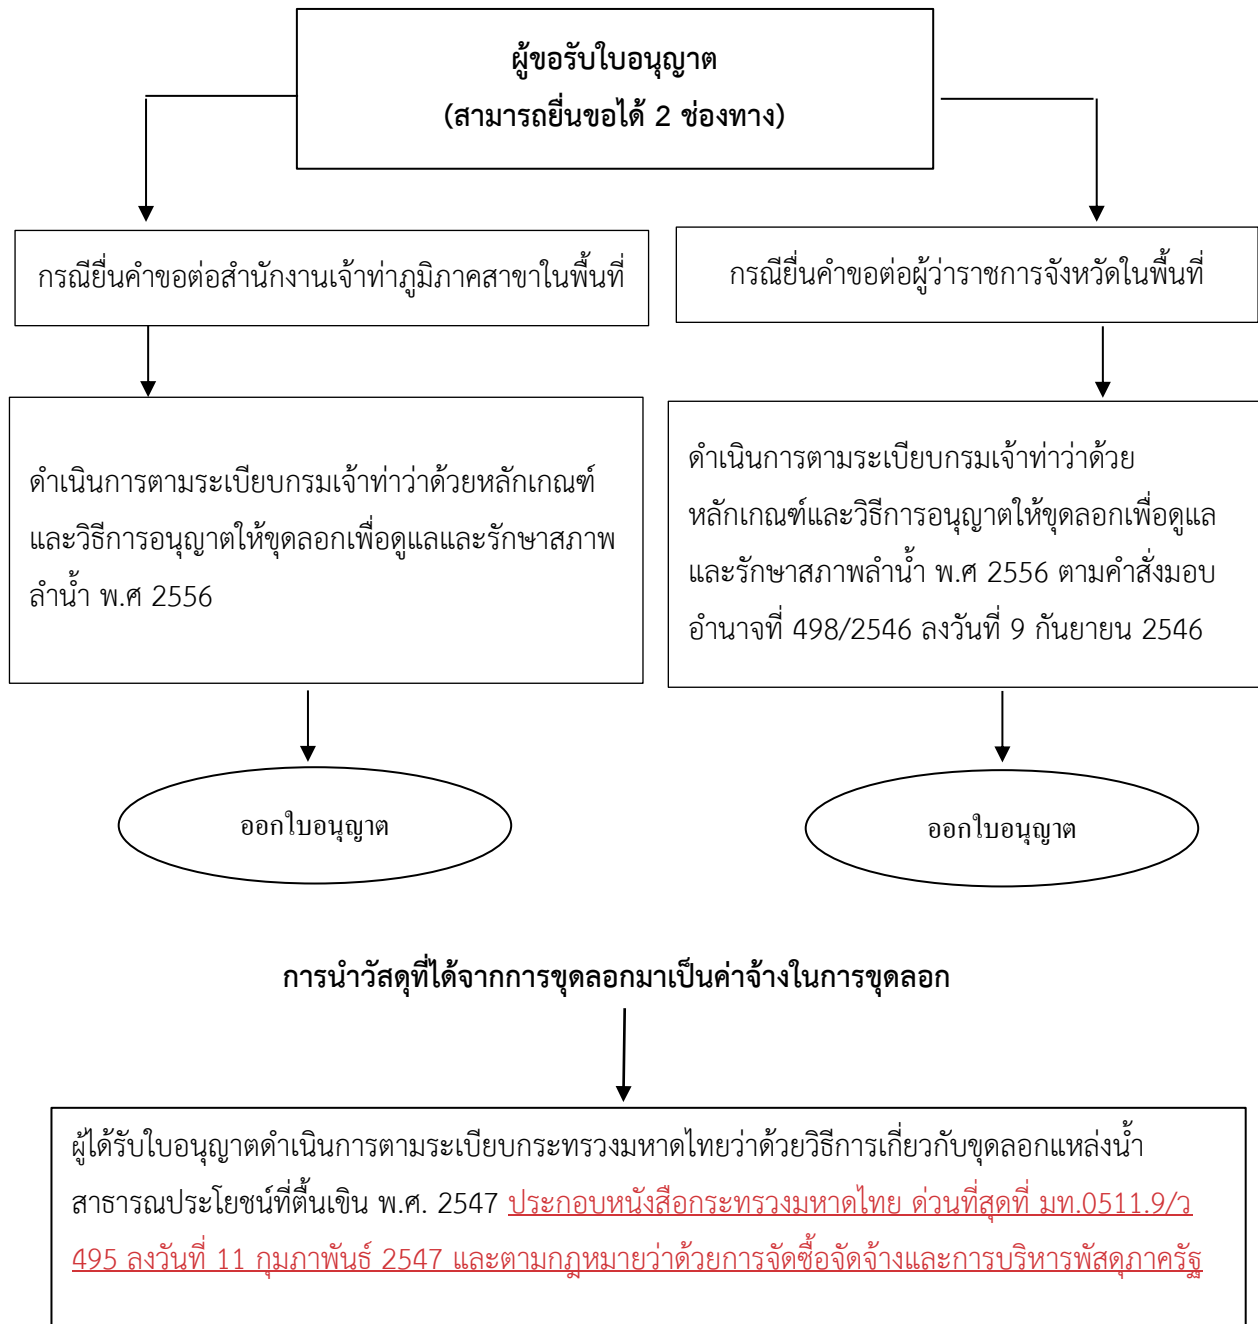 ผู้ขอรับใบอนุญาต
(สามารถยื่นขอได้ 2 ช่องทาง)
กรณียื่นคำขอต่อสำนักงานเจ้าท่าภูมิภาคสาขาในพื้นที่
กรณียื่นคำขอต่อผู้ว่าราชการจังหวัดในพื้นที่
ดำเนินการตามระเบียบกรมเจ้าท่าว่าด้วยหลักเกณฑ์
และวิธีการอนุญาตให้ขุดลอกเพื่อดูแลและรักษาสภาพ
ลำน้ำ พ.ศ 2556
ดำเนินการตามระเบียบกรมเจ้าท่าว่าด้วย
หลักเกณฑ์และวิธีการอนุญาตให้ขุดลอกเพื่อดูแล
และรักษาสภาพลำน้ำ พ.ศ 2556 ตามคำสั่งมอบ
อำนาจที่ 498/2546 ลงวันที่ 9 กันยายน 2546
ออกใบอนุญาต
ออกใบอนุญาต
การนำวัสดุที่ได้จากการขุดลอกมาเป็นค่าจ้างในการขุดลอก
ผู้ได้รับใบอนุญาตดำเนินการตามระเบียบกระทรวงมหาดไทยว่าด้วยวิธีการเกี่ยวกับขุดลอกแหล่งน้ำ
สาธารณประโยชน์ที่ตื้นเขิน พ.ศ. 2547 ประกอบหนังสือกระทรวงมหาดไทย ด่วนที่สุดที่ มท.0511.9/ว
495 ลงวันที่ 11 กุมภาพันธ์ 2547 และตามกฎหมายว่าด้วยการจัดซื้อจัดจ้างและการบริหารพัสดุภาครัฐ